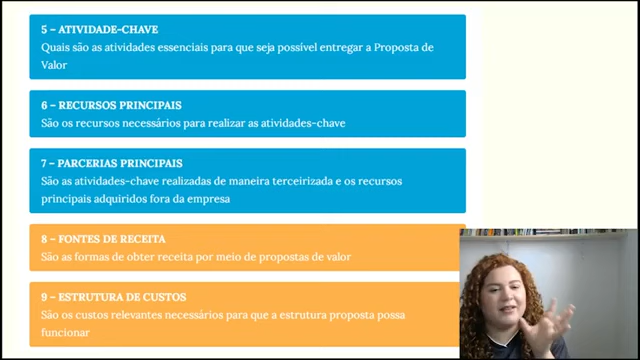 5 – ATIVIDADE-CHAVE
Quais são as atividades essenciais para que seja possível entregar a Proposta de
Valor
6 – RECURSOS PRINCIPAIS
São os recursos necessários para realizar as atividades-chave
7 – PARCERIAS PRINCIPAIS
São as atividades-chave realizadas de maneira terceirizada e os recursos
principais adquiridos fora da empresa
8 – FONTES DE RECEITA
São as formas de obter receita por meio de propostas de valor
9 – ESTRUTURA DE CUSTOS
São os custos relevantes necessários para que a estrutura proposta possa
funcionar